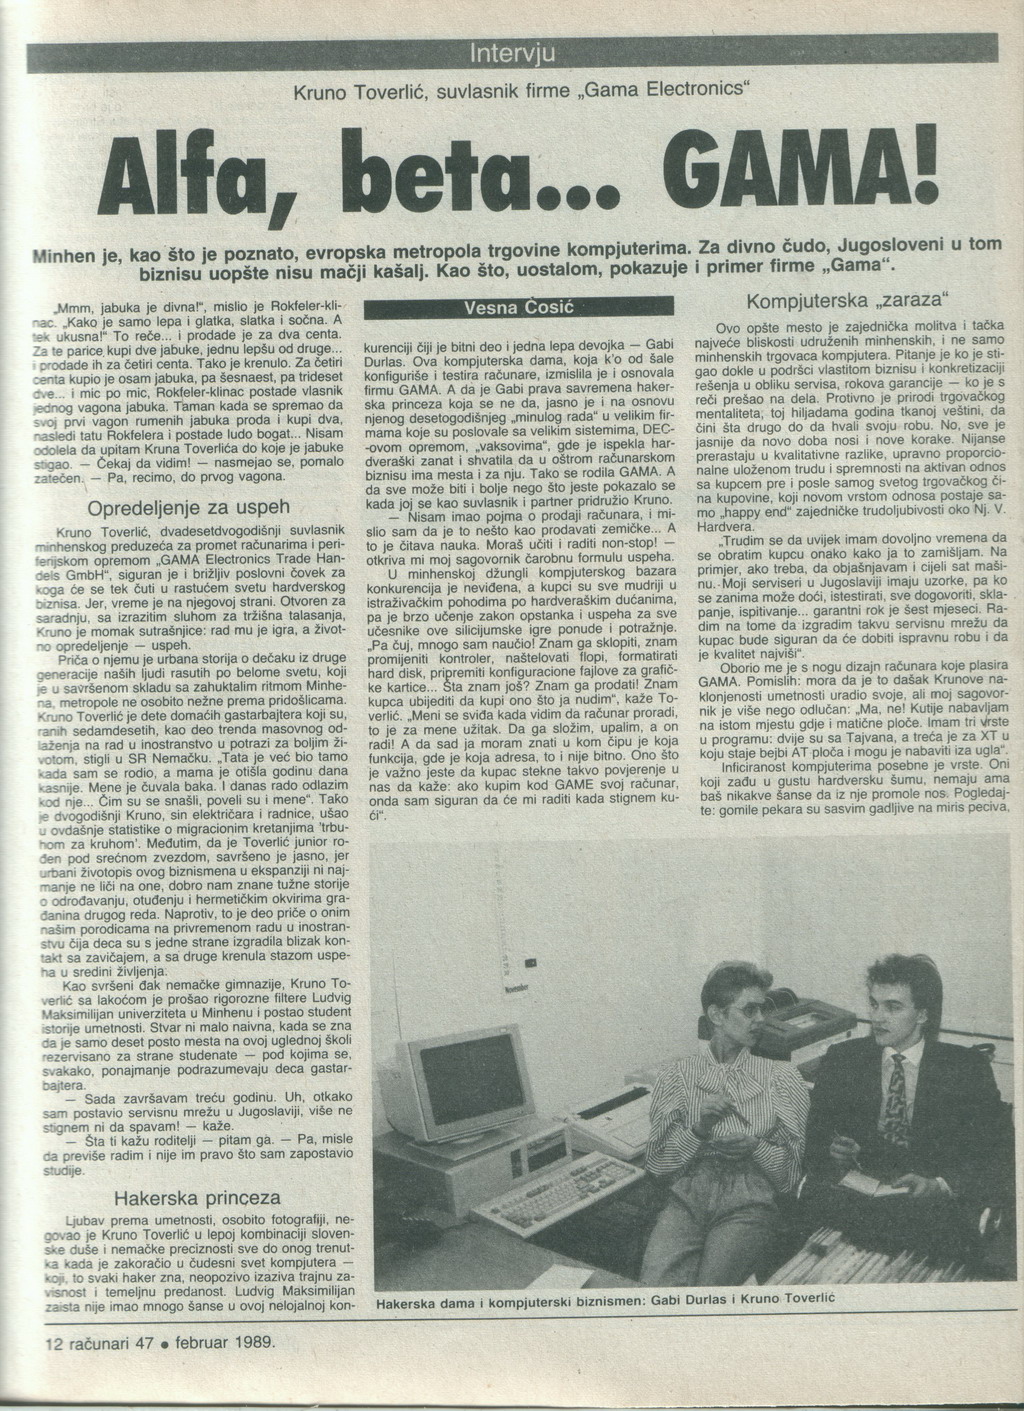 Intervju
Kruno Toverlić, suvlasnik firme „Gama Electronics“
Alfa, beta... GAMA!
Minhen je, kao što je poznato, evropska metropola trgovine kompjuterima. Za divno čudo, Jugosloveni u tom
biznisu uopšte nisu mačji kašalj. Kao što, uostalom, pokazuje i primer firme „Gama“.
„Mmm, jabuka je divna!“, mislio je Rokfeler-kli-
nac. „Kako je samo lepa i glatka, slatka i sočna. A
tek ukusna!“ To reče... i prodade je za dva centa.
Za te parice kupi dve jabuke, jednu lepšu od druge...
i prodade ih za četiri centa. Tako je krenulo. Za četiri
centa kupio je osam jabuka, pa šesnaest, pa trideset
dve... i mic po mic, Rokfeler-klinac postade vlasnik
jednog vagona jabuka. Taman kada se spremao da
svoj prvi vagon rumenih jabuka proda i kupi dva,
nasledi tatu Rokfelera i postade ludo bogat... Nisam
odolela da upitam Kruna Toverlića do koje je jabuke
stigao. — Čekaj da vidim! — nasmejao se, pomalo
zatečen. — Pa, recimo, do prvog vagona.
Opredeljenje za uspeh
Kruno Toverlić, dvadesetdvogodišnji suvlasnik
minhenskog preduzeća za promet računarima i peri-
ferijskom opremom „GAMA Electronics Trade Han-
dels GmbH“, siguran je i brižljiv poslovni čovek za
koga će se tek čuti u rastućem svetu hardverskog
biznisa. Jer, vreme je na njegovoj strani. Otvoren za
saradnju, sa izrazitim sluhom za tržišna talasanja,
Kruno je momak sutrašnjice: rad mu je igra, a život-
no opredeljenje — uspeh.
Priča o njemu je urbana storija o dečaku iz druge
generacije naših ljudi rasutih po belome svetu, koji
je u savršenom skladu sa zahuktalim ritmom Minhe-
na, metropole ne osobito nežne prema pridošlicama.
Kruno Toverlić je dete domaćih gastarbajtera koji su,
ranih sedamdesetih, kao deo trenda masovnog od-
laženja na rad u inostranstvo u potrazi za boljim ži-
votom, stigli u SR Nemačku. „Tata je već bio tamo
kada sam se rodio, a mama je otišla godinu dana
kasnije. Mene je čuvala baka. I danas rado odlazim
kod nje... Čim su se snašli, poveli su i mene“. Tako
je dvogodišnji Kruno, sin električara i radnice, ušao
u ovdašnje statistike o migracionim kretanjima 'trbu-
hom za kruhom'. Međutim, da je Toverlić junior ro-
đen pod srećnom zvezdom, savršeno je jasno, jer
urbani životopis ovog biznismena u ekspanziji ni naj-
manje ne liči na one, dobro nam znane tužne storije
o odrođavanju, otuđenju i hermetičkim okvirima gra-
đanina drugog reda. Naprotiv, to je deo priče o onim
našim porodicama na privremenom radu u inostran-
stvu čija deca su s jedne strane izgradila blizak kon-
takt sa zavičajem, a sa druge krenula stazom uspe-
ha u sredini življenja.
Kao svršeni đak nemačke gimnazije, Kruno To-
verlić sa lakoćom je prošao rigorozne filtere Ludvig
Maksimilijan univerziteta u Minhenu i postao student
istorije umetnosti. Stvar ni malo naivna, kada se zna
da je samo deset posto mesta na ovoj uglednoj školi
rezervisano za strane studenate — pod kojima se,
svakako, ponajmanje podrazumevaju deca gastar-
bajtera.
— Sada završavam treću godinu. Uh, otkako
sam postavio servisnu mrežu u Jugoslaviji, više ne
stignem ni da spavam! — kaže.
— Šta ti kažu roditelji — pitam ga. — Pa, misle
da previše radim i nije im pravo što sam zapostavio
studije.
Hakerska princeza
Ljubav prema umetnosti, osobito fotografiji, ne-
govao je Kruno Toverlić u lepoj kombinaciji sloven-
ske duše i nemačke preciznosti sve do onog trenut-
ka kada je zakoračio u čudesni svet kompjutera —
koji, to svaki haker zna, neopozivo izaziva trajnu za-
visnost i temeljnu predanost. Ludvig Maksimilijan
zaista nije imao mnogo šanse u ovoj nelojalnoj kon-
Vesna Ćosić
kurenciji čiji je bitni deo i jedna lepa devojka — Gabi
Durlas. Ova kompjuterska dama, koja k'o od šale
konfiguriše i testira računare, izmislila je i osnovala
firmu GAMA. A da je Gabi prava savremena haker-
ska princeza koja se ne da, jasno je i na osnovu
njenog desetogodišnjeg „minulog rada“ u velikim fir-
mama koje su poslovale sa velikim sistemima, DEC-
-ovom opremom, „vaksovima“, gde je ispekla har-
dveraški zanat i shvatila da u oštrom računarskom
biznisu ima mesta i za nju. Tako se rodila GAMA. A
da sve može biti i bolje nego što jeste pokazalo se
kada joj se kao suvlasnik i partner pridružio Kruno.
— Nisam imao pojma o prodaji računara, i mi-
slio sam da je to nešto kao prodavati zemičke... A
to je čitava nauka. Moraš učiti i raditi non-stop! —
otkriva mi moj sagovornik čarobnu formulu uspeha.
U minhenskoj džungli kompjuterskog bazara
konkurencija je neviđena, a kupci su sve mudriji u
istraživačkim pohodima po hardveraškim dućanima,
pa je brzo učenje zakon opstanka i uspeha za sve
učesnike ove silicijumske igre ponude i potražnje.
„Pa čuj, mnogo sam naučio! Znam ga sklopiti, znam
promijeniti kontroler, naštelovati flopi, formatirati
hard disk, pripremiti konfiguracione fajlove za grafič-
ke kartice... Šta znam još? Znam ga prodati! Znam
kupca ubijediti da kupi ono što ja nudim“, kaže To-
verlić. „Meni se sviđa kada vidim da računar proradi,
to je za mene užitak. Da ga složim, upalim, a on
radi! A da sad ja moram znati u kom čipu je koja
funkcija, gde je koja adresa, to i nije bitno. Ono što
je važno jeste da kupac stekne takvo povjerenje u
nas da kaže: ako kupim kod GAME svoj računar,
onda sam siguran da će mi raditi kada stignem ku-
ći“.
Kompjuterska „zaraza“
Ovo opšte mesto je zajednička molitva i tačka
najveće bliskosti udruženih minhenskih, i ne samo
minhenskih trgovaca kompjutera. Pitanje je ko je sti-
gao dokle u podršci vlastitom biznisu i konkretizaciji
rešenja u obliku servisa, rokova garancije — ko je s
reči prešao na dela. Protivno je prirodi trgovačkog
mentaliteta, toj hiljadama godina tkanoj veštini, da
čini šta drugo do da hvali svoju robu. No, sve je
jasnije da novo doba nosi i nove korake. Nijanse
prerastaju u kvalitativne razlike, upravno proporcio-
nalne uloženom trudu i spremnosti na aktivan odnos
sa kupcem pre i posle samog svetog trgovačkog či-
na kupovine, koji novom vrstom odnosa postaje sa-
mo „happy end“ zajedničke trudoljubivosti oko Nj. V.
Hardvera.
„Trudim se da uvijek imam dovoljno vremena da
se obratim kupcu onako kako ja to zamišljam. Na
primjer, ako treba, da objašnjavam i cijeli sat maši-
nu. Moji serviseri u Jugoslaviji imaju uzorke, pa ko
se zanima može doći, istestirati, sve dogovoriti, skla-
panje, ispitivanje... garantni rok je šest mjeseci. Ra-
dim na tome da izgradim takvu servisnu mrežu da
kupac bude siguran da će dobiti ispravnu robu i da
je kvalitet najviši“.
Oborio me je s nogu dizajn računara koje plasira
GAMA. Pomislih: mora da je to dašak Krunove na-
klonjenosti umetnosti uradio svoje, ali moj sagovor-
nik je više nego odlučan: „Ma, ne! Kutije nabavljam
na istom mjestu gdje i matične ploče. Imam tri vrste
u programu: dvije su sa Tajvana, a treća je za XT u
koju staje bejbi AT ploča i mogu je nabaviti iza ugla“.
Inficiranost kompjuterima posebne je vrste. Oni
koji zađu u gustu hardversku šumu, nemaju ama
baš nikakve šanse da iz nje promole nos. Pogledaj-
te: gomile pekara su sasvim gadljive na miris peciva,
November
Hakerska dama i kompjuterski biznismen: Gabi Durlas i Kruno Toverlić
12 računari 47 • februar 1989.